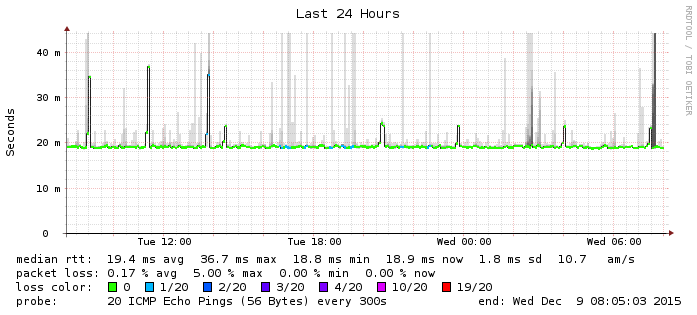 Last 24 Hours
RRDTOOL / TOBI OETIKER
Seconds
40 m
30 m
20 m
10 m
0
Tue 12:00 Tue 18:00 Wed 00:00 Wed 06:00
median rtt: 19.4 ms avg 36.7 ms max 18.8 ms min 18.9 ms now 1.8 ms sd 10.7 am/s
packet loss: 0.17 % avg 5.00 % max 0.00 % min 0.00 % now
loss color: 0 1/20 2/20 3/20 4/20 10/20 19/20
probe: 20 ICMP Echo Pings (56 Bytes) every 300s end: Wed Dec 9 08:05:03 2015